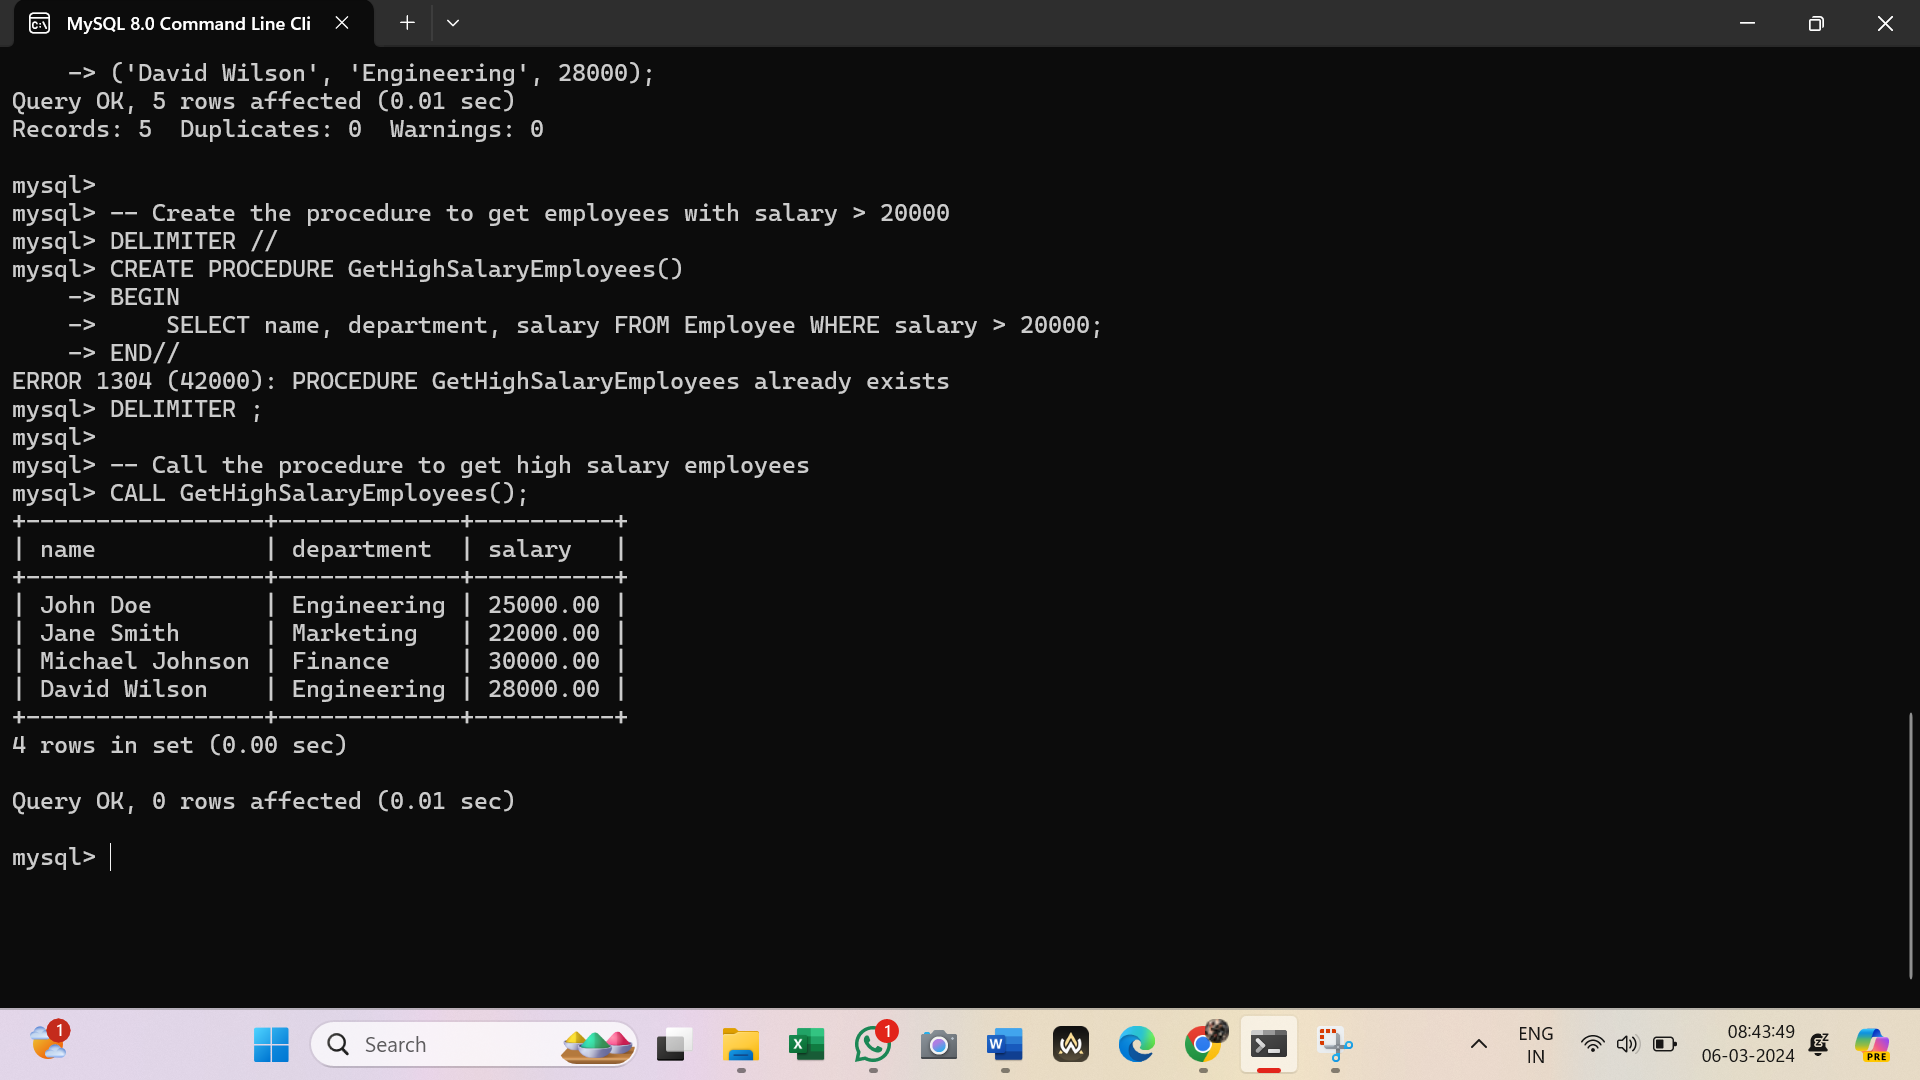 MySQL 8.0 Command Line Cli
    -> ('David Wilson', 'Engineering', 28000);
Query OK, 5 rows affected (0.01 sec)
Records: 5  Duplicates: 0  Warnings: 0
mysql>
mysql> -- Create the procedure to get employees with salary > 20000
mysql> DELIMITER //
mysql> CREATE PROCEDURE GetHighSalaryEmployees()
    -> BEGIN
    ->     SELECT name, department, salary FROM Employee WHERE salary > 20000;
    -> END//
ERROR 1304 (42000): PROCEDURE GetHighSalaryEmployees already exists
mysql> DELIMITER ;
mysql>
mysql> -- Call the procedure to get high salary employees
mysql> CALL GetHighSalaryEmployees();
+-----------------+-------------+----------+
| name            | department  | salary   |
+-----------------+-------------+----------+
| John Doe        | Engineering | 25000.00 |
| Jane Smith      | Marketing   | 22000.00 |
| Michael Johnson | Finance     | 30000.00 |
| David Wilson    | Engineering | 28000.00 |
+-----------------+-------------+----------+
4 rows in set (0.00 sec)
Query OK, 0 rows affected (0.01 sec)
mysql>
1
Search
1
ENG
IN
08:43:49
06-03-2024
PRE